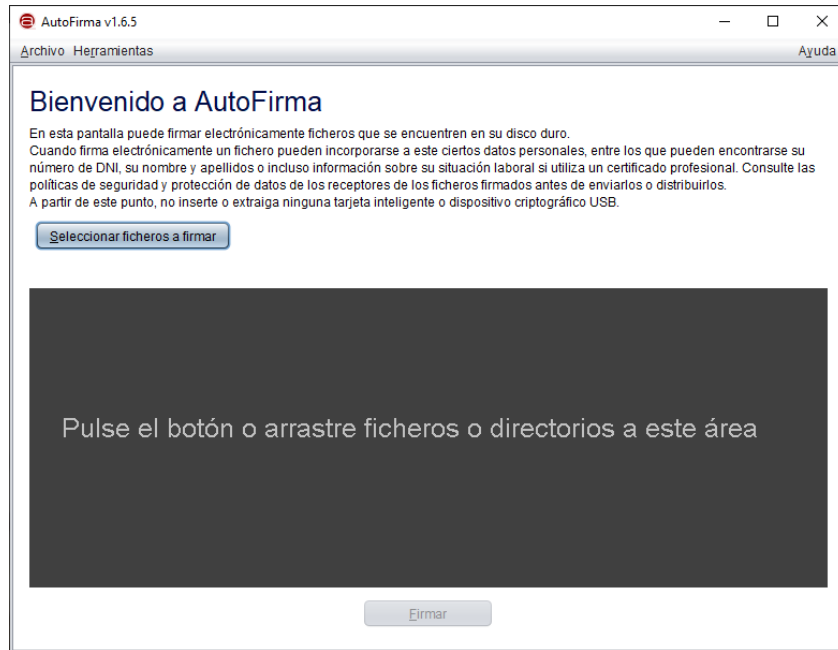 AutoFirma v1.6.5
Archivo Herramientas Ayuda
Bienvenido a AutoFirma
En esta pantalla puede firmar electrónicamente ficheros que se encuentren en su disco duro.
Cuando firma electrónicamente un fichero pueden incorporarse a este ciertos datos personales, entre los que pueden encontrarse su
número de DNI, su nombre y apellidos o incluso información sobre su situación laboral si utiliza un certificado profesional. Consulte las
políticas de seguridad y protección de datos de los receptores de los ficheros firmados antes de enviarlos o distribuirlos.
A partir de este punto, no inserte o extraiga ninguna tarjeta inteligente o dispositivo criptográfico USB.
Seleccionar ficheros a firmar
Pulse el botón o arrastre ficheros o directorios a este área
Firmar